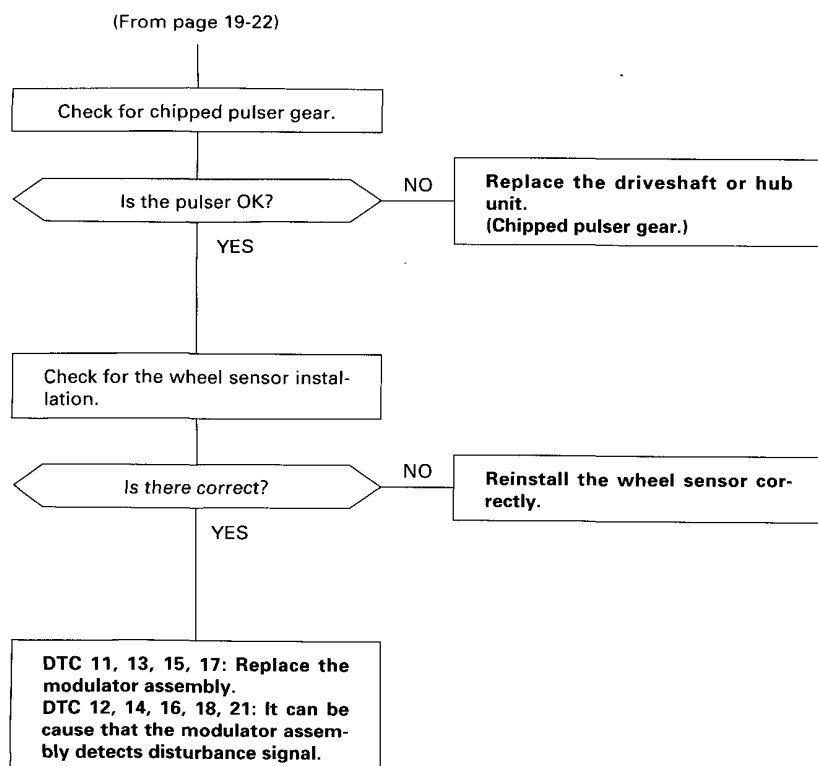 (From page 19-22)
Check for chipped pulser gear.
Is the pulser OK?
NO
Replace the driveshaft or hub
unit.
(Chipped pulser gear.)
YES
Check for the wheel sensor instal-
lation.
Is there correct?
NO
Reinstall the wheel sensor cor-
rectly.
YES
DTC 11, 13, 15, 17: Replace the
modulator assembly.
DTC 12, 14, 16, 18, 21: It can be
cause that the modulator assem-
bly detects disturbance signal.